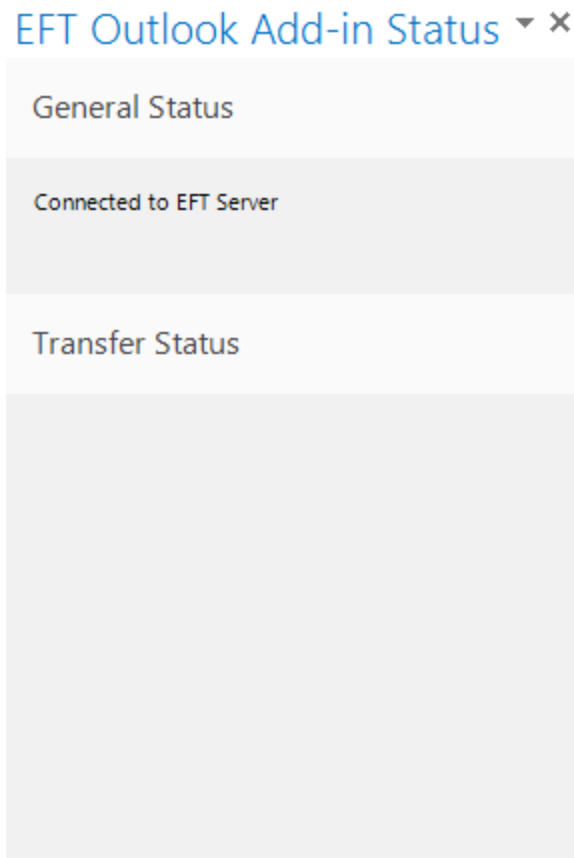 EFT Outlook Add-in Status
General Status
Connected to EFT Server
Transfer Status